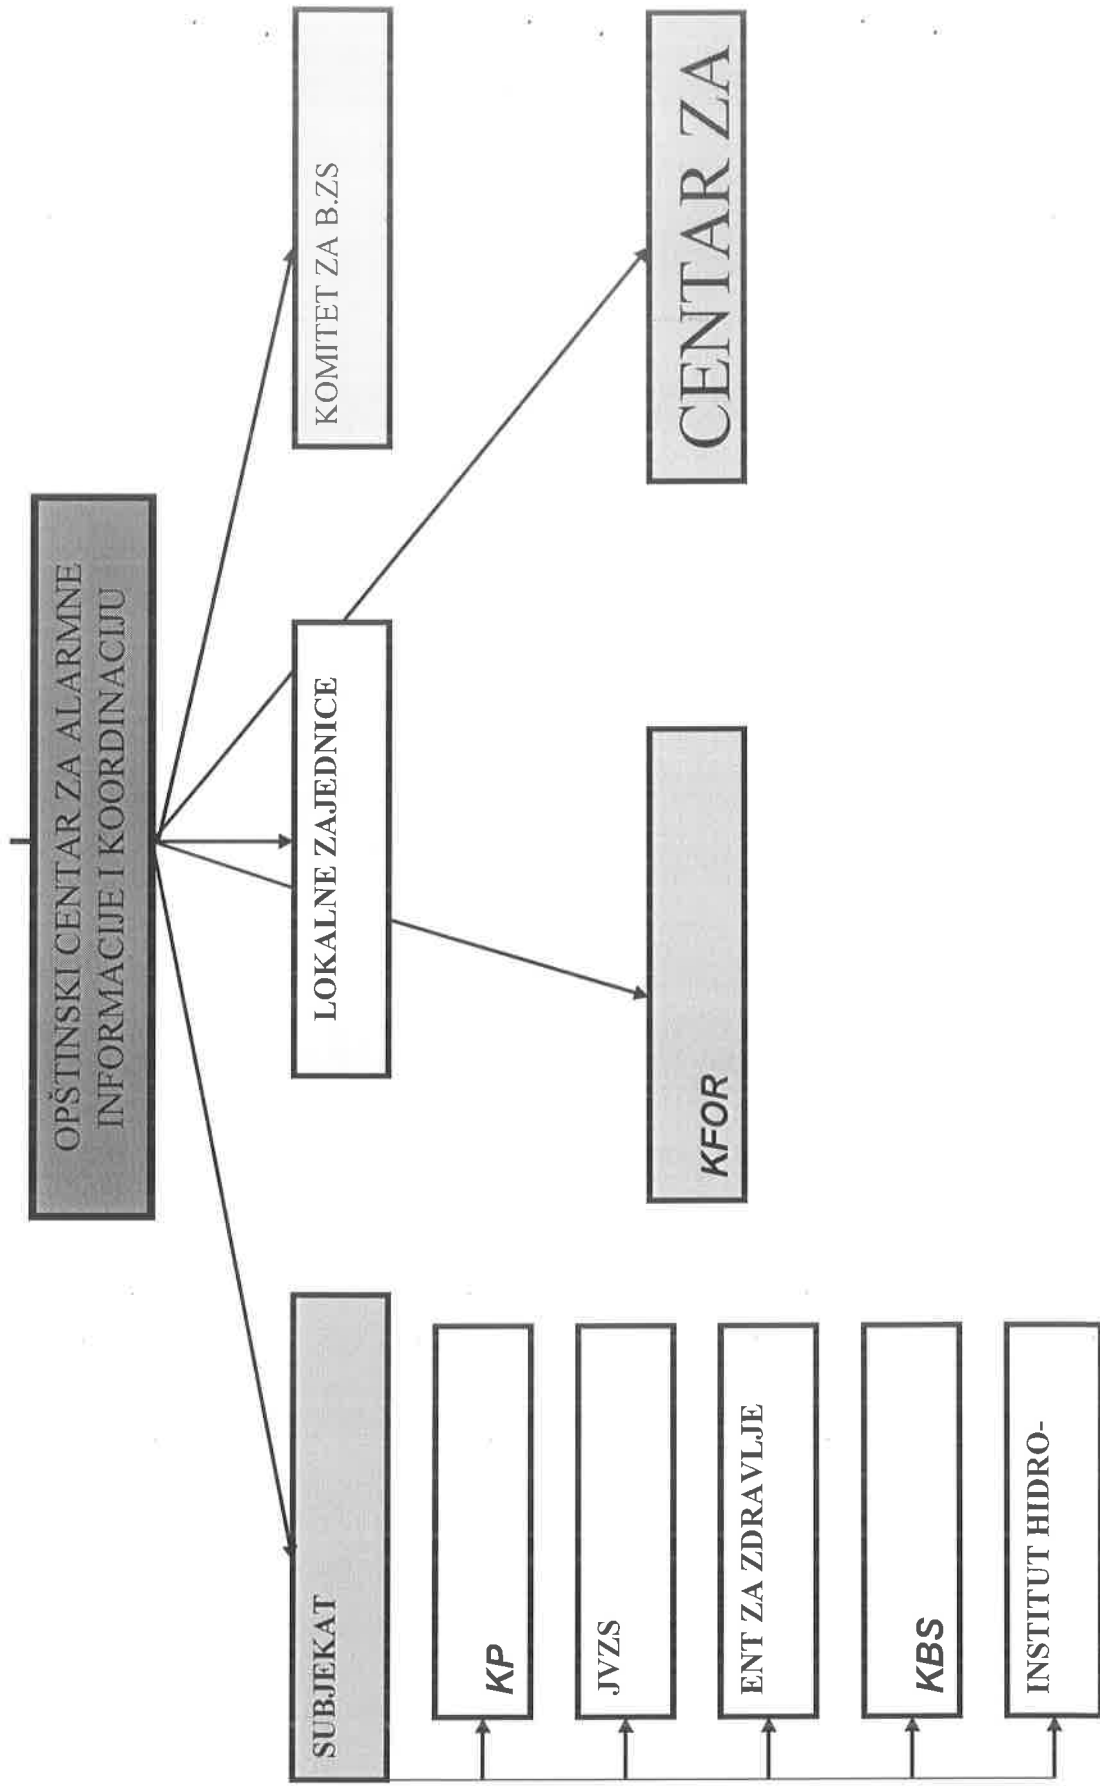 OPŠTINSKI CENTAR ZA ALARMNE
INFORMACIJE I KOORDINACIJU
SUBJEKAT
LOKALNE ZAJEDNICE
KOMITET ZA B.ZS
KP
JVZS
ENT ZA ZDRAVLJE
KBS
INSTITUT HIDRO-
KFOR
CENTAR ZA